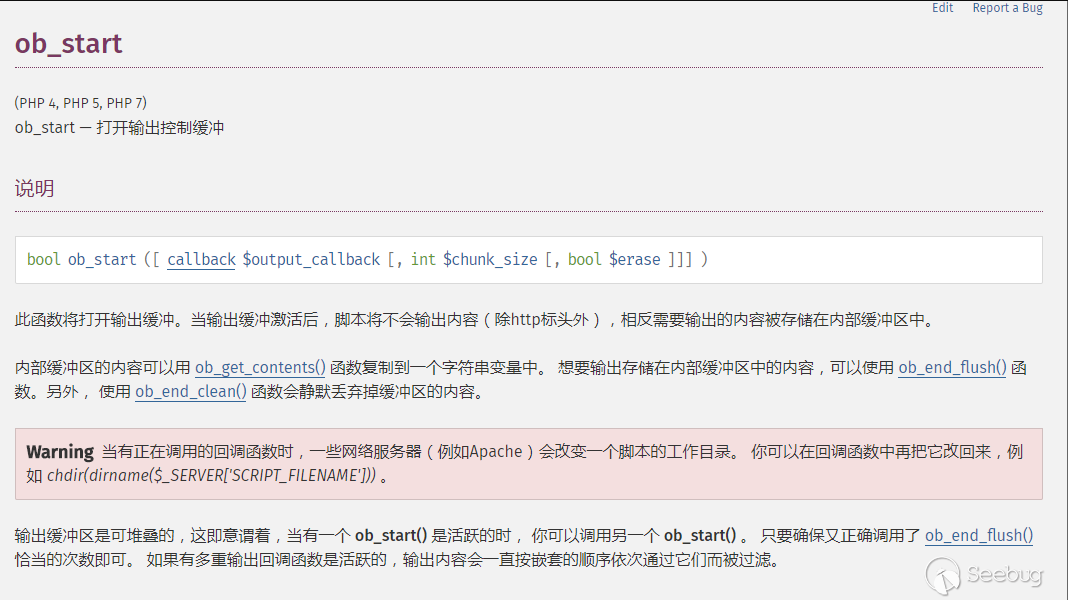 Edit Report a Bug
ob_start
(PHP 4, PHP 5, PHP 7)
ob_start — 打开输出控制缓冲
说明
bool ob_start ([ callback $output_callback [, int $chunk_size [, bool $erase ]]] )
此函数将打开输出缓冲。当输出缓冲激活后，脚本将不会输出内容（除http标头外），相反需要输出的内容被存储在内部缓冲区中。
内部缓冲区的内容可以用 ob_get_contents() 函数复制到一个字符串变量中。 想要输出存储在内部缓冲区中的内容，可以使用 ob_end_flush() 函
数。另外， 使用 ob_end_clean() 函数会静默丢弃掉缓冲区的内容。
Warning 当有正在调用的回调函数时，一些网络服务器（例如Apache）会改变一个脚本的工作目录。 你可以在回调函数中再把它改回来，例
如 chdir(dirname($_SERVER['SCRIPT_FILENAME'])) 。
输出缓冲区是可堆叠的，这即意谓着，当有一个 ob_start() 是活跃的时， 你可以调用另一个 ob_start() 。 只要确保又正确调用了 ob_end_flush()
恰当的次数即可。 如果有多重输出回调函数是活跃的，输出内容会一直按嵌套的顺序依次通过它们而被过滤。
Seebug